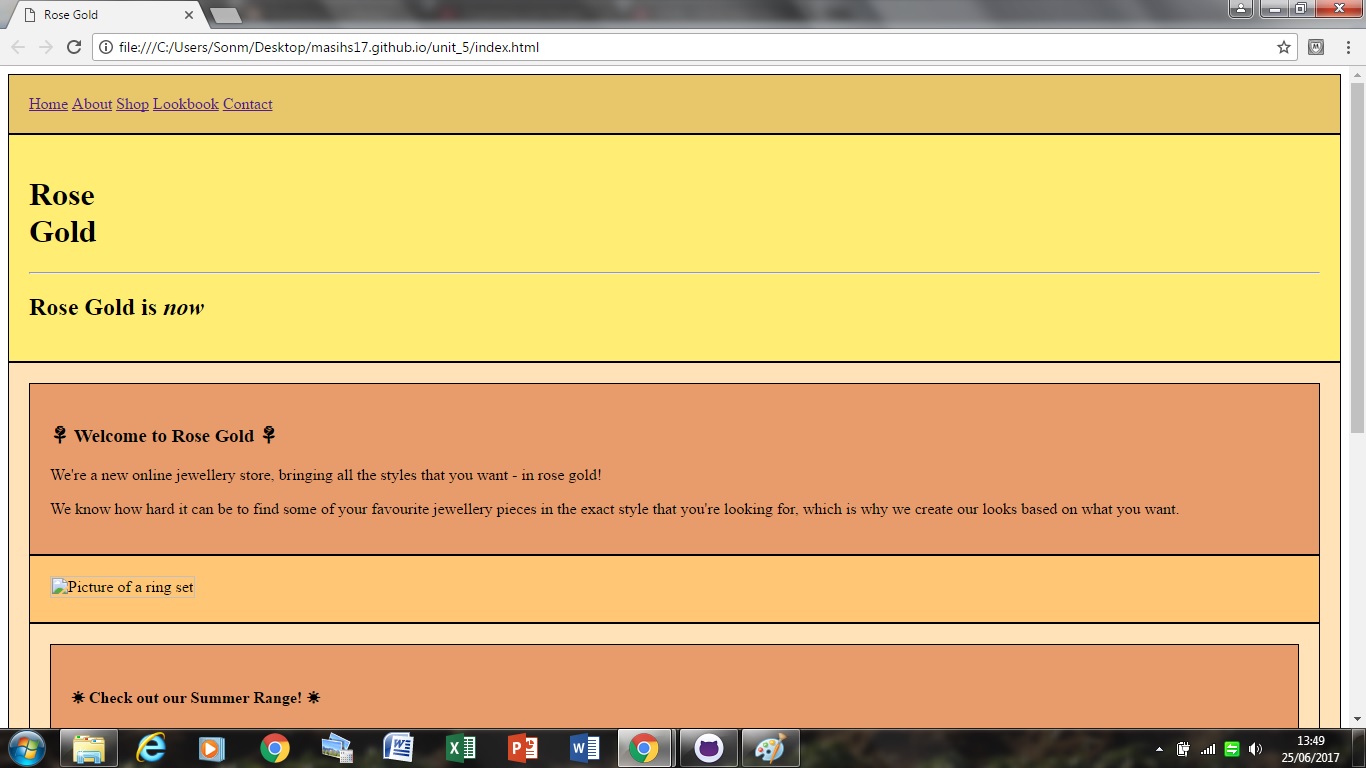 Rose Gold
file:///C:/Users/Sonm/Desktop/masihs17.github.io/unit_5/index.html
Home About Shop Lookbook Contact
Rose
Gold
Rose Gold is now
⚘ Welcome to Rose Gold ⚘
We're a new online jewellery store, bringing all the styles that you want - in rose gold!
We know how hard it can be to find some of your favourite jewellery pieces in the exact style that you're looking for, which is why we create our looks based on what you want.
Picture of a ring set
☀ Check out our Summer Range! ☀
13:49
25/06/2017